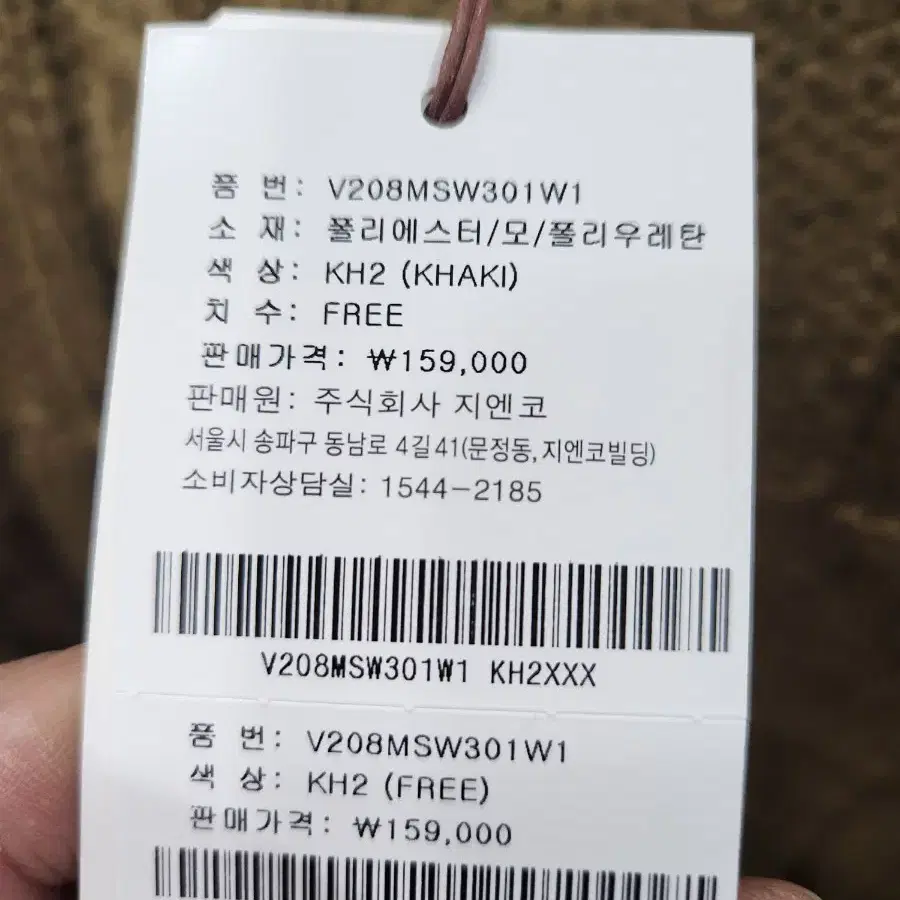 품 번: V208MSW301W1
소 재: 폴리에스터/모/폴리우레탄
색 상: KH2 (KHAKI)
치 수: FREE
판매가격: ₩159,000
판매원: 주식회사 지엔코
서울시 송파구 동남로 4길 41(문정동, 지엔코빌딩)
소비자상담실: 1544-2185
V208MSW301W1 KH2XXX
품 번: V208MSW301W1
색 상: KH2 (FREE)
판매가격: ₩159,000